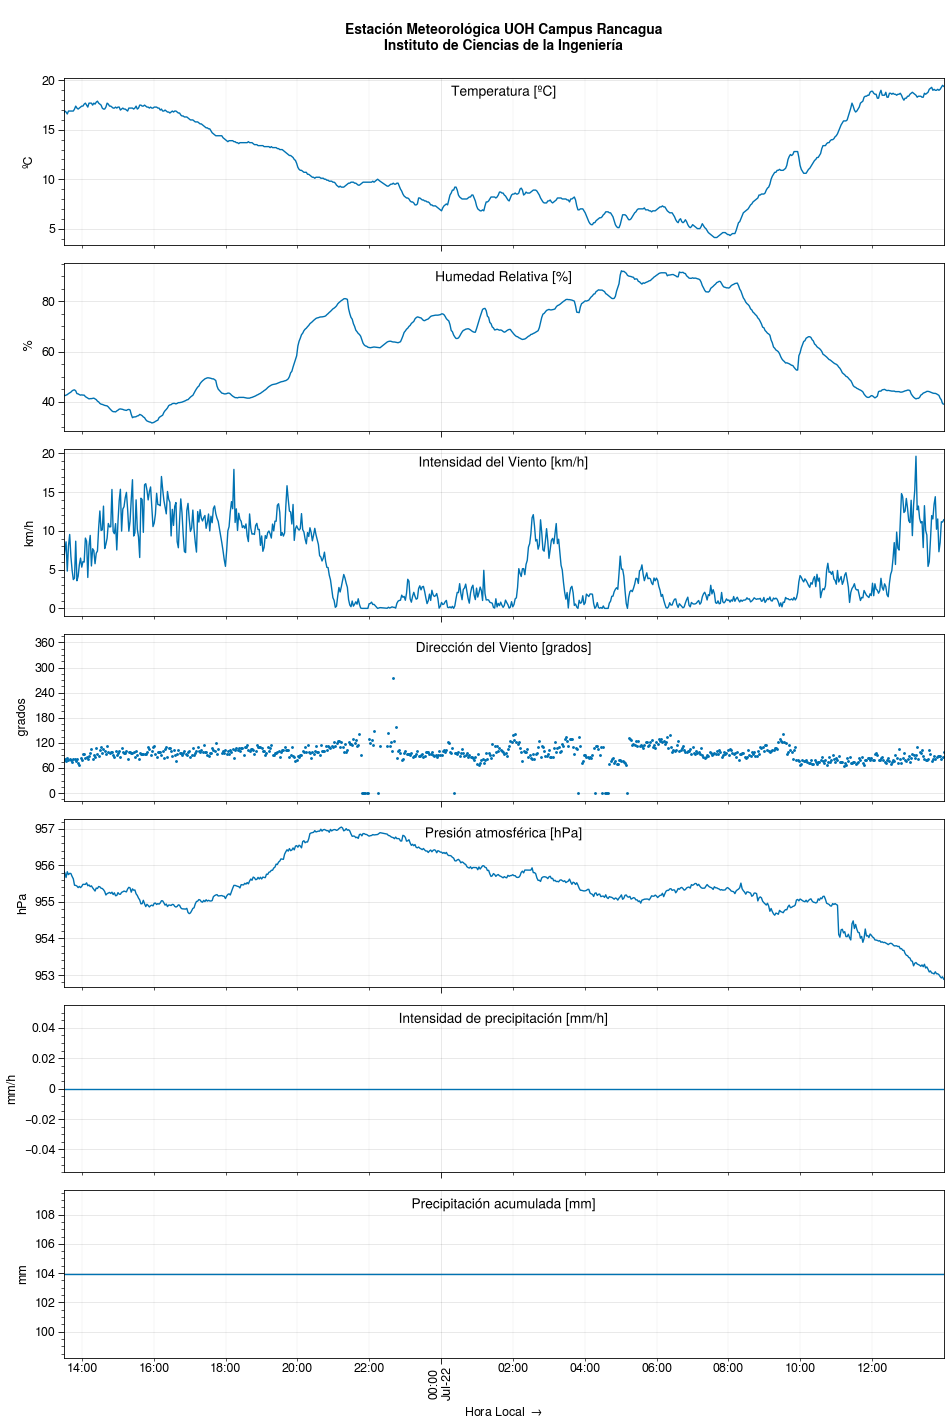 Estación Meteorológica UOH Campus Rancagua
Instituto de Ciencias de la Ingeniería
Temperatura [ºC]
ºC
20
15
10
5
Humedad Relativa [%]
%
80
60
40
Intensidad del Viento [km/h]
km/h
20
15
10
5
0
Dirección del Viento [grados]
grados
360
300
240
180
120
60
0
Presión atmosférica [hPa]
hPa
957
956
955
954
953
Intensidad de precipitación [mm/h]
mm/h
0.04
0.02
0
−0.02
−0.04
Precipitación acumulada [mm]
mm
108
106
104
102
100
14:00 16:00 18:00 20:00 22:00 00:00 02:00 04:00 06:00 08:00 10:00 12:00
Jul-22
Hora Local →